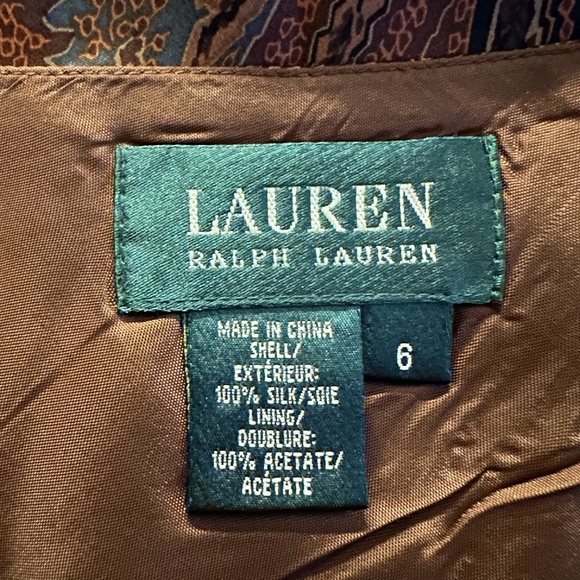 LAUREN
RALPH LAUREN
MADE IN CHINA
SHELL/
EXTÉRIEUR:
100% SILK/SOIE
LINING/
DOUBLURE:
100% ACETATE/
ACÉTATE
6